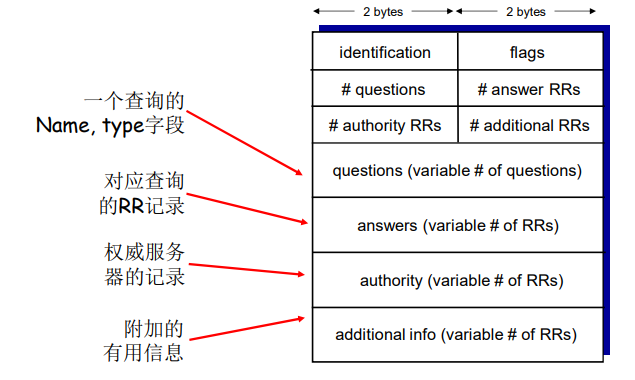 2 bytes
2 bytes
identification
flags
# questions
# answer RRs
# authority RRs
# additional RRs
一个查询的
Name, type字段
questions (variable # of questions)
对应查询
的RR记录
answers (variable # of RRs)
权威服务
器的记录
authority (variable # of RRs)
附加的
有用信息
additional info (variable # of RRs)